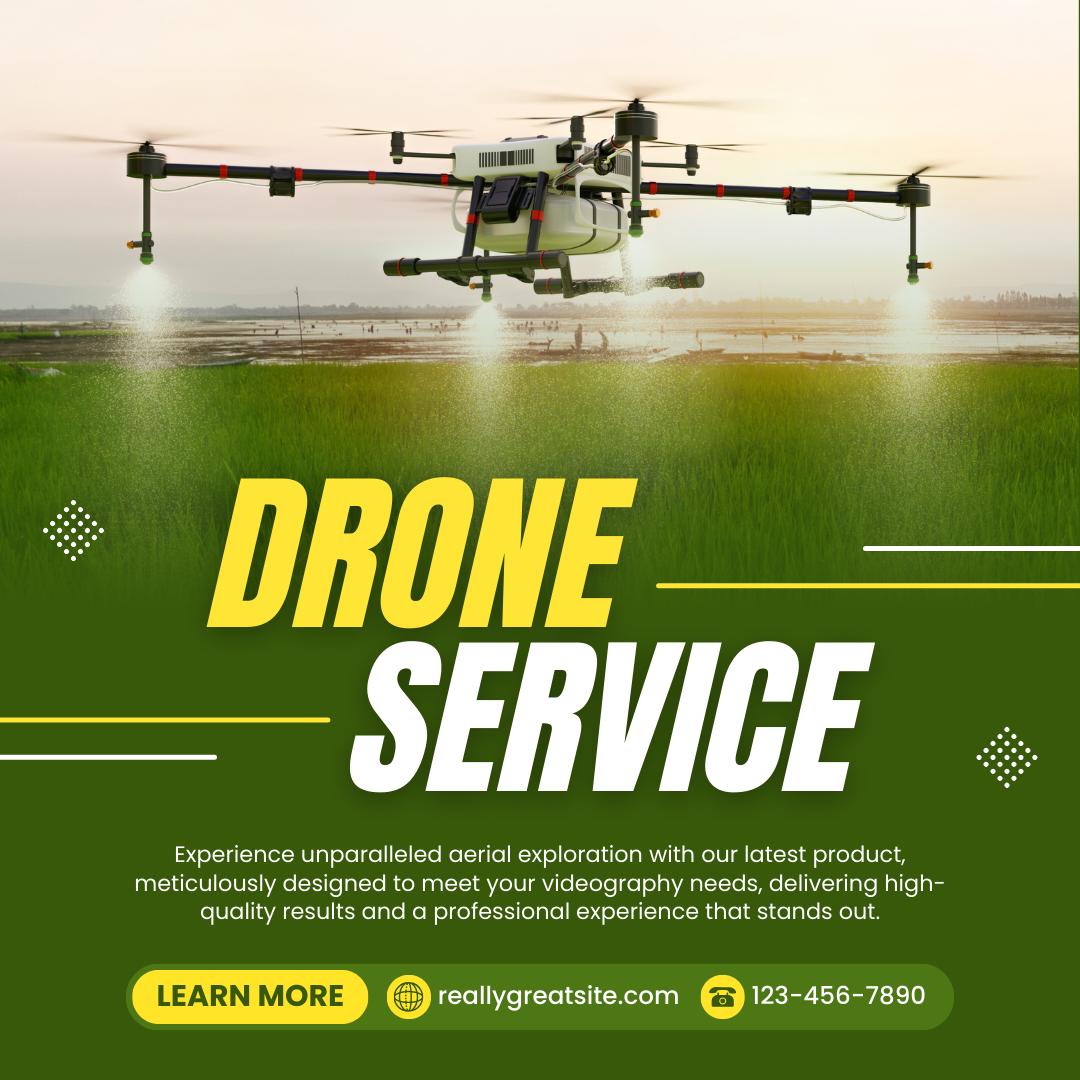 DRONE
SERVICE
Experience unparalleled aerial exploration with our latest product,
meticulously designed to meet your videography needs, delivering high-
quality results and a professional experience that stands out.
LEARN MORE reallygreatsite.com 123-456-7890